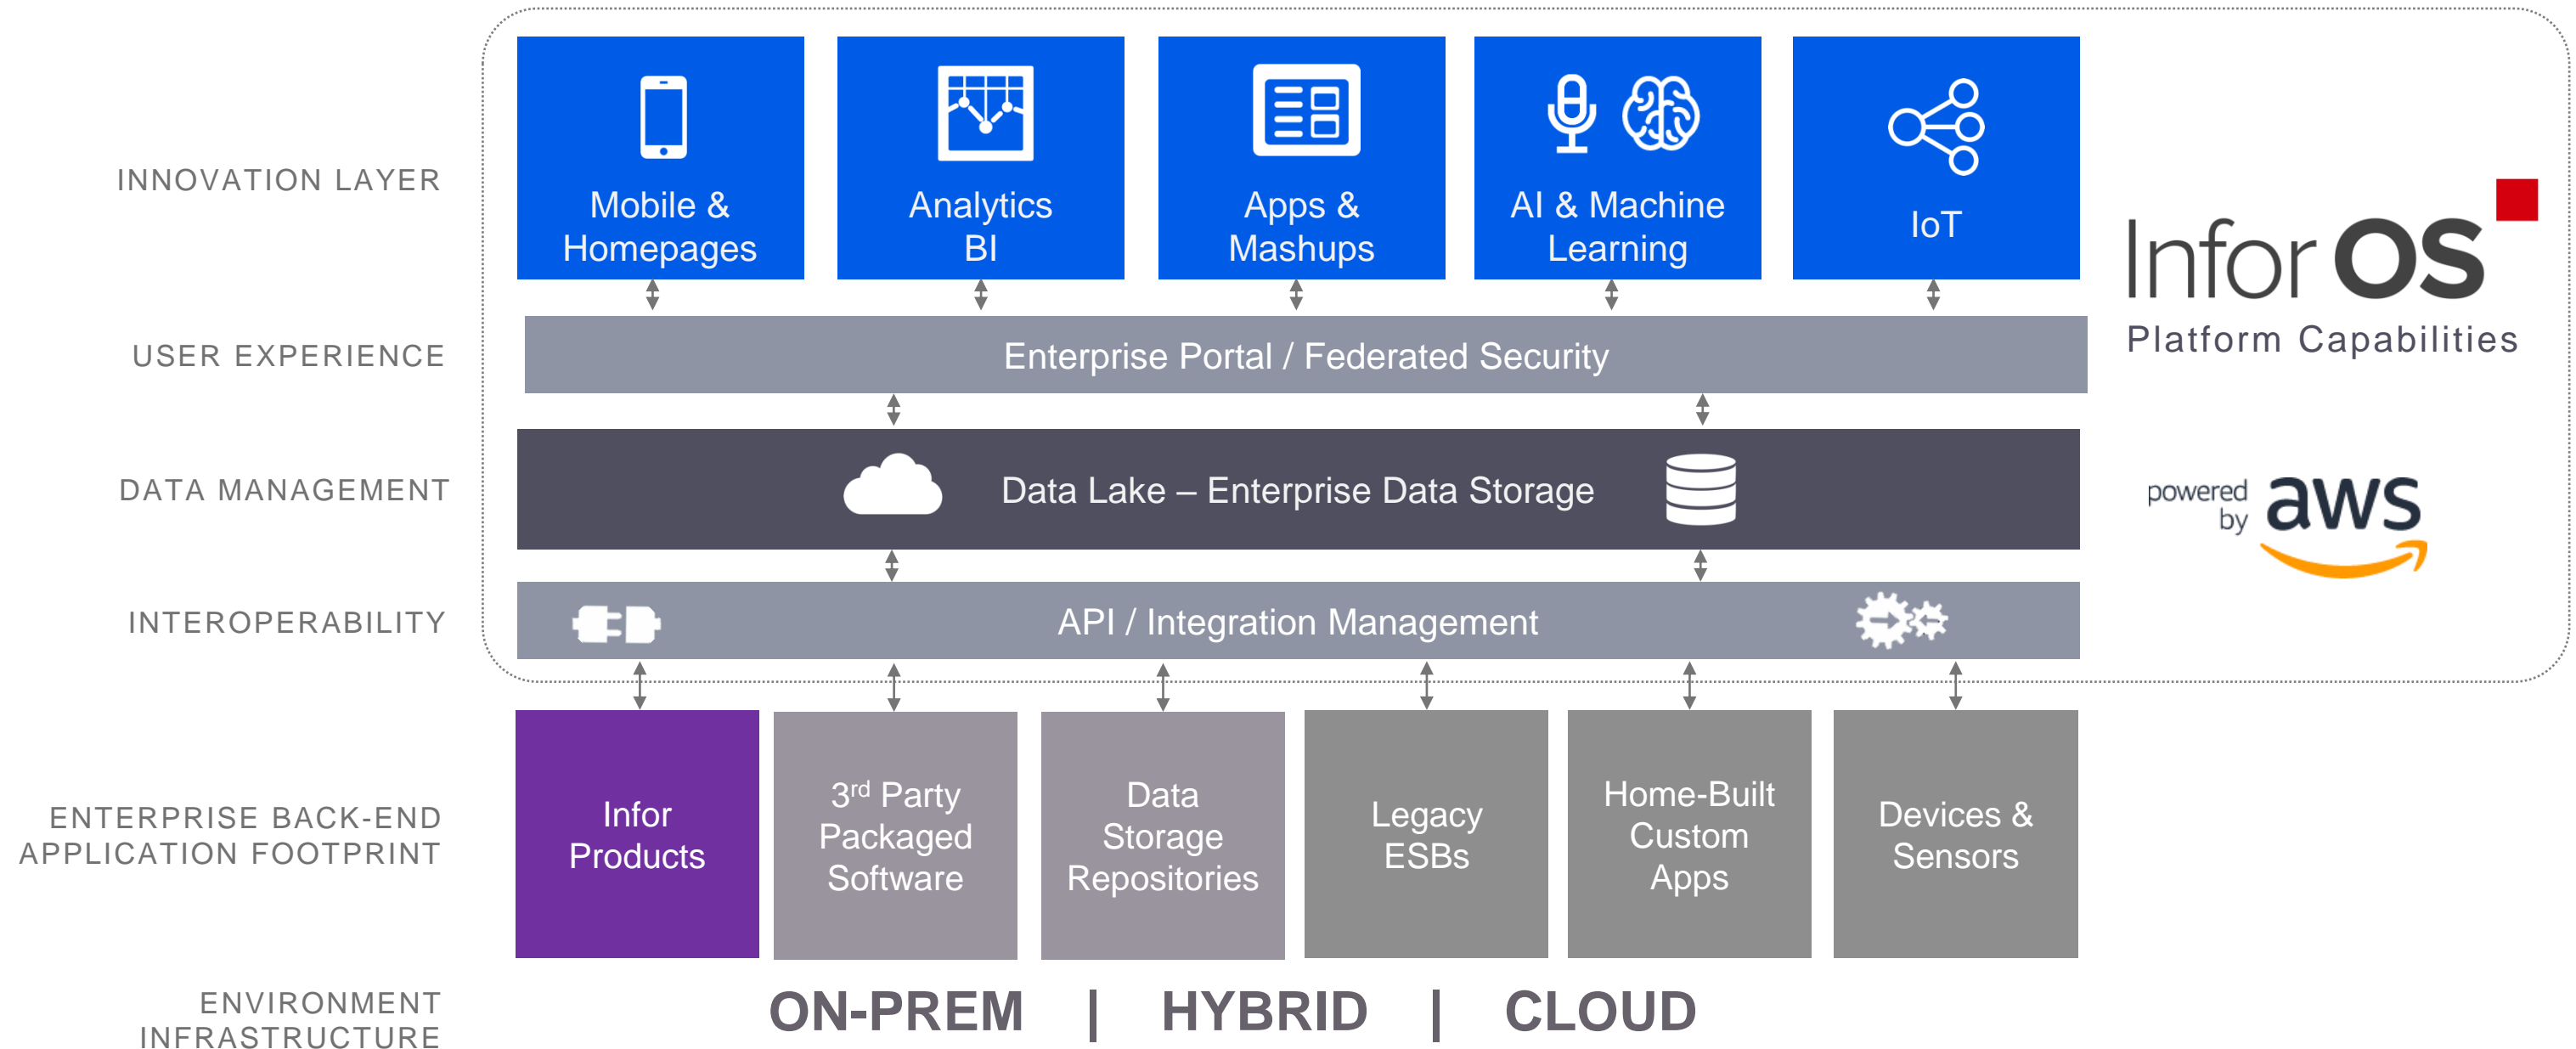 INNOVATION LAYER
Mobile &
Homepages
Analytics
BI
Apps &
Mashups
AI & Machine
Learning
IoT
Infor OS
Platform Capabilities
USER EXPERIENCE
Enterprise Portal / Federated Security
DATA MANAGEMENT
Data Lake – Enterprise Data Storage
powered
by
aws
INTEROPERABILITY
API / Integration Management
ENTERPRISE BACK-END
APPLICATION FOOTPRINT
Infor
Products
3rd Party
Packaged
Software
Data
Storage
Repositories
Legacy
ESBs
Home-Built
Custom
Apps
Devices &
Sensors
ENVIRONMENT
INFRASTRUCTURE
ON-PREM | HYBRID | CLOUD